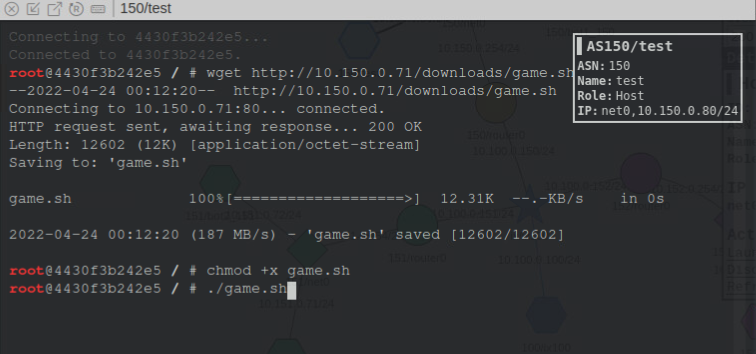 150/test
Connecting to 4430f3b242e5...
Connected to 4430f3b242e5.
root@4430f3b242e5 / # wget http://10.150.0.71/downloads/game.sh
--2022-04-24 00:12:20--  http://10.150.0.71/downloads/game.sh
Connecting to 10.150.0.71:80... connected.
HTTP request sent, awaiting response... 200 OK
Length: 12602 (12K) [application/octet-stream]
Saving to: 'game.sh'
game.sh             100%[===================>]  12.31K  --.-KB/s    in 0s
2022-04-24 00:12:20 (187 MB/s) - 'game.sh' saved [12602/12602]
root@4430f3b242e5 / # chmod +x game.sh
root@4430f3b242e5 / # ./game.sh
AS150/test
ASN: 150
Name: test
Role: Host
IP: net0,10.150.0.80/24